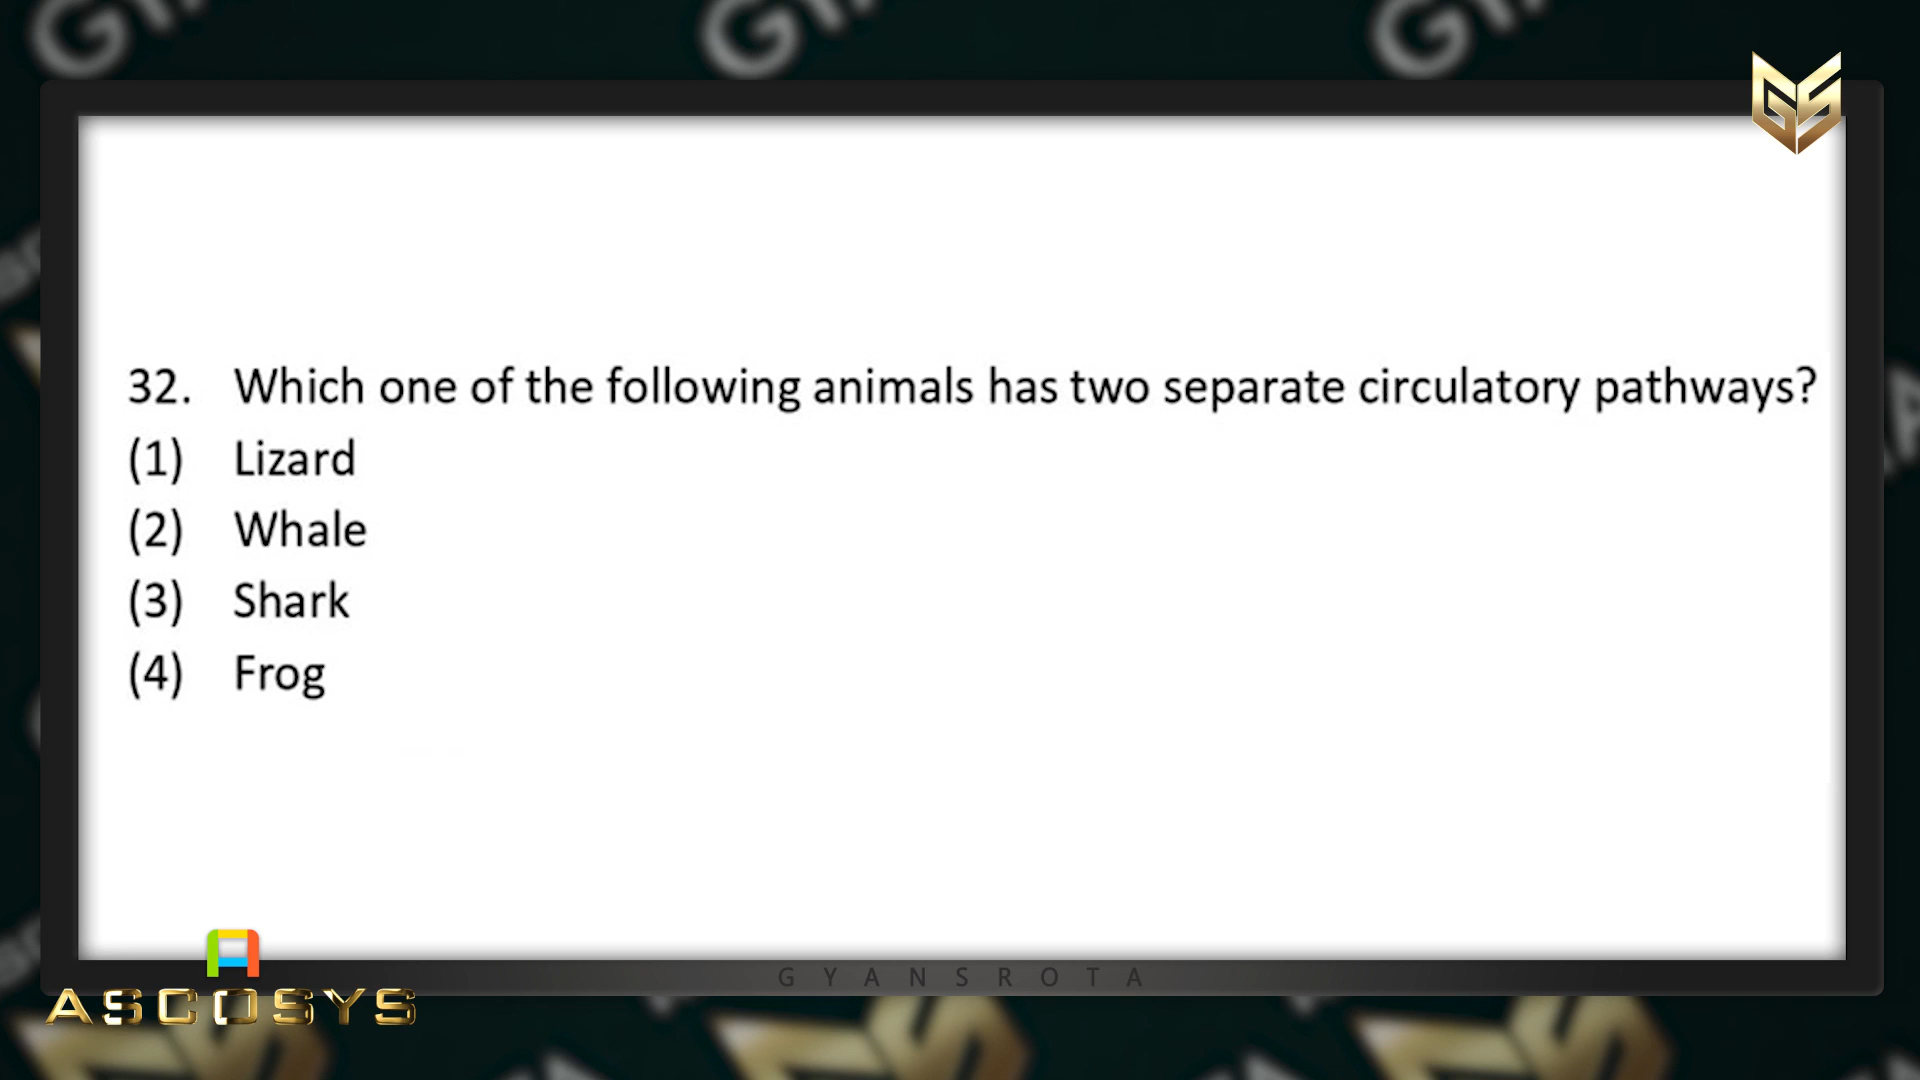 32. Which one of the following animals has two separate circulatory pathways?
(1) Lizard
(2) Whale
(3) Shark
(4) Frog
GYANSROTA
ASCOSYS